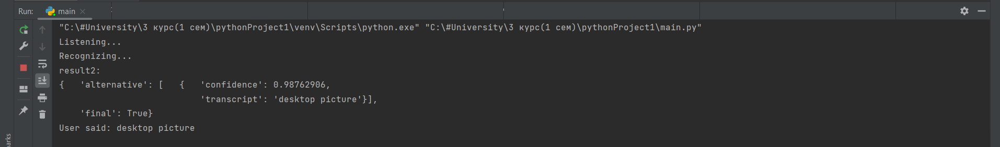 Run: main
"C:\#University\3 курс(1 сем)\pythonProject1\venv\Scripts\python.exe" "C:\#University\3 курс(1 сем)\pythonProject1\main.py"
Listening...
Recognizing...
result2:
{   'alternative': [   {   'confidence': 0.98762906,
                           'transcript': 'desktop picture'}],
    'final': True}
User said: desktop picture